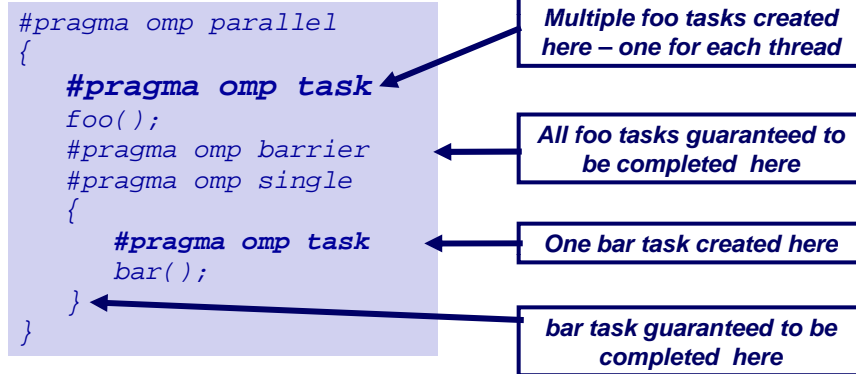 #pragma omp parallel
{
#pragma omp task
foo();
#pragma omp barrier
#pragma omp single
{
#pragma omp task
bar();
}
}
Multiple foo tasks created
here – one for each thread
All foo tasks guaranteed to
be completed here
One bar task created here
bar task guaranteed to be
completed here